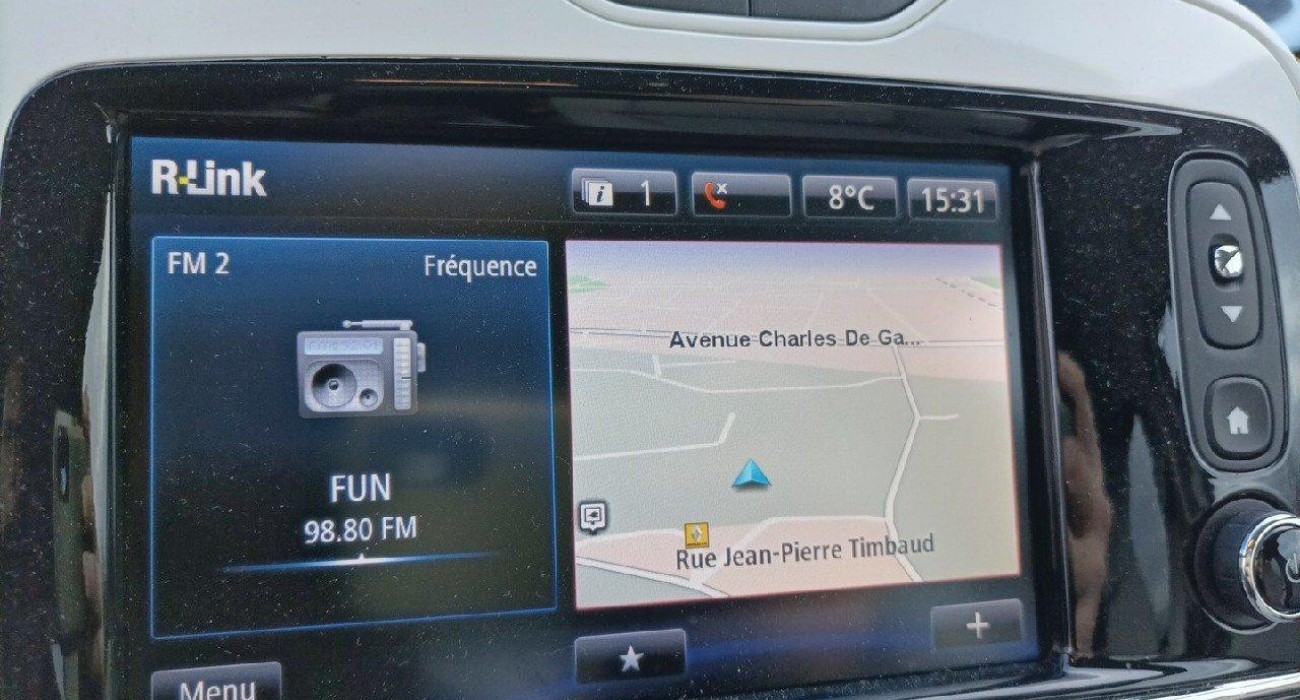 R-Link
i 1
8°C
15:31
FM 2
Fréquence
FUN
98.80 FM
Avenue Charles De Ga...
Rue Jean-Pierre Timbaud
Menu